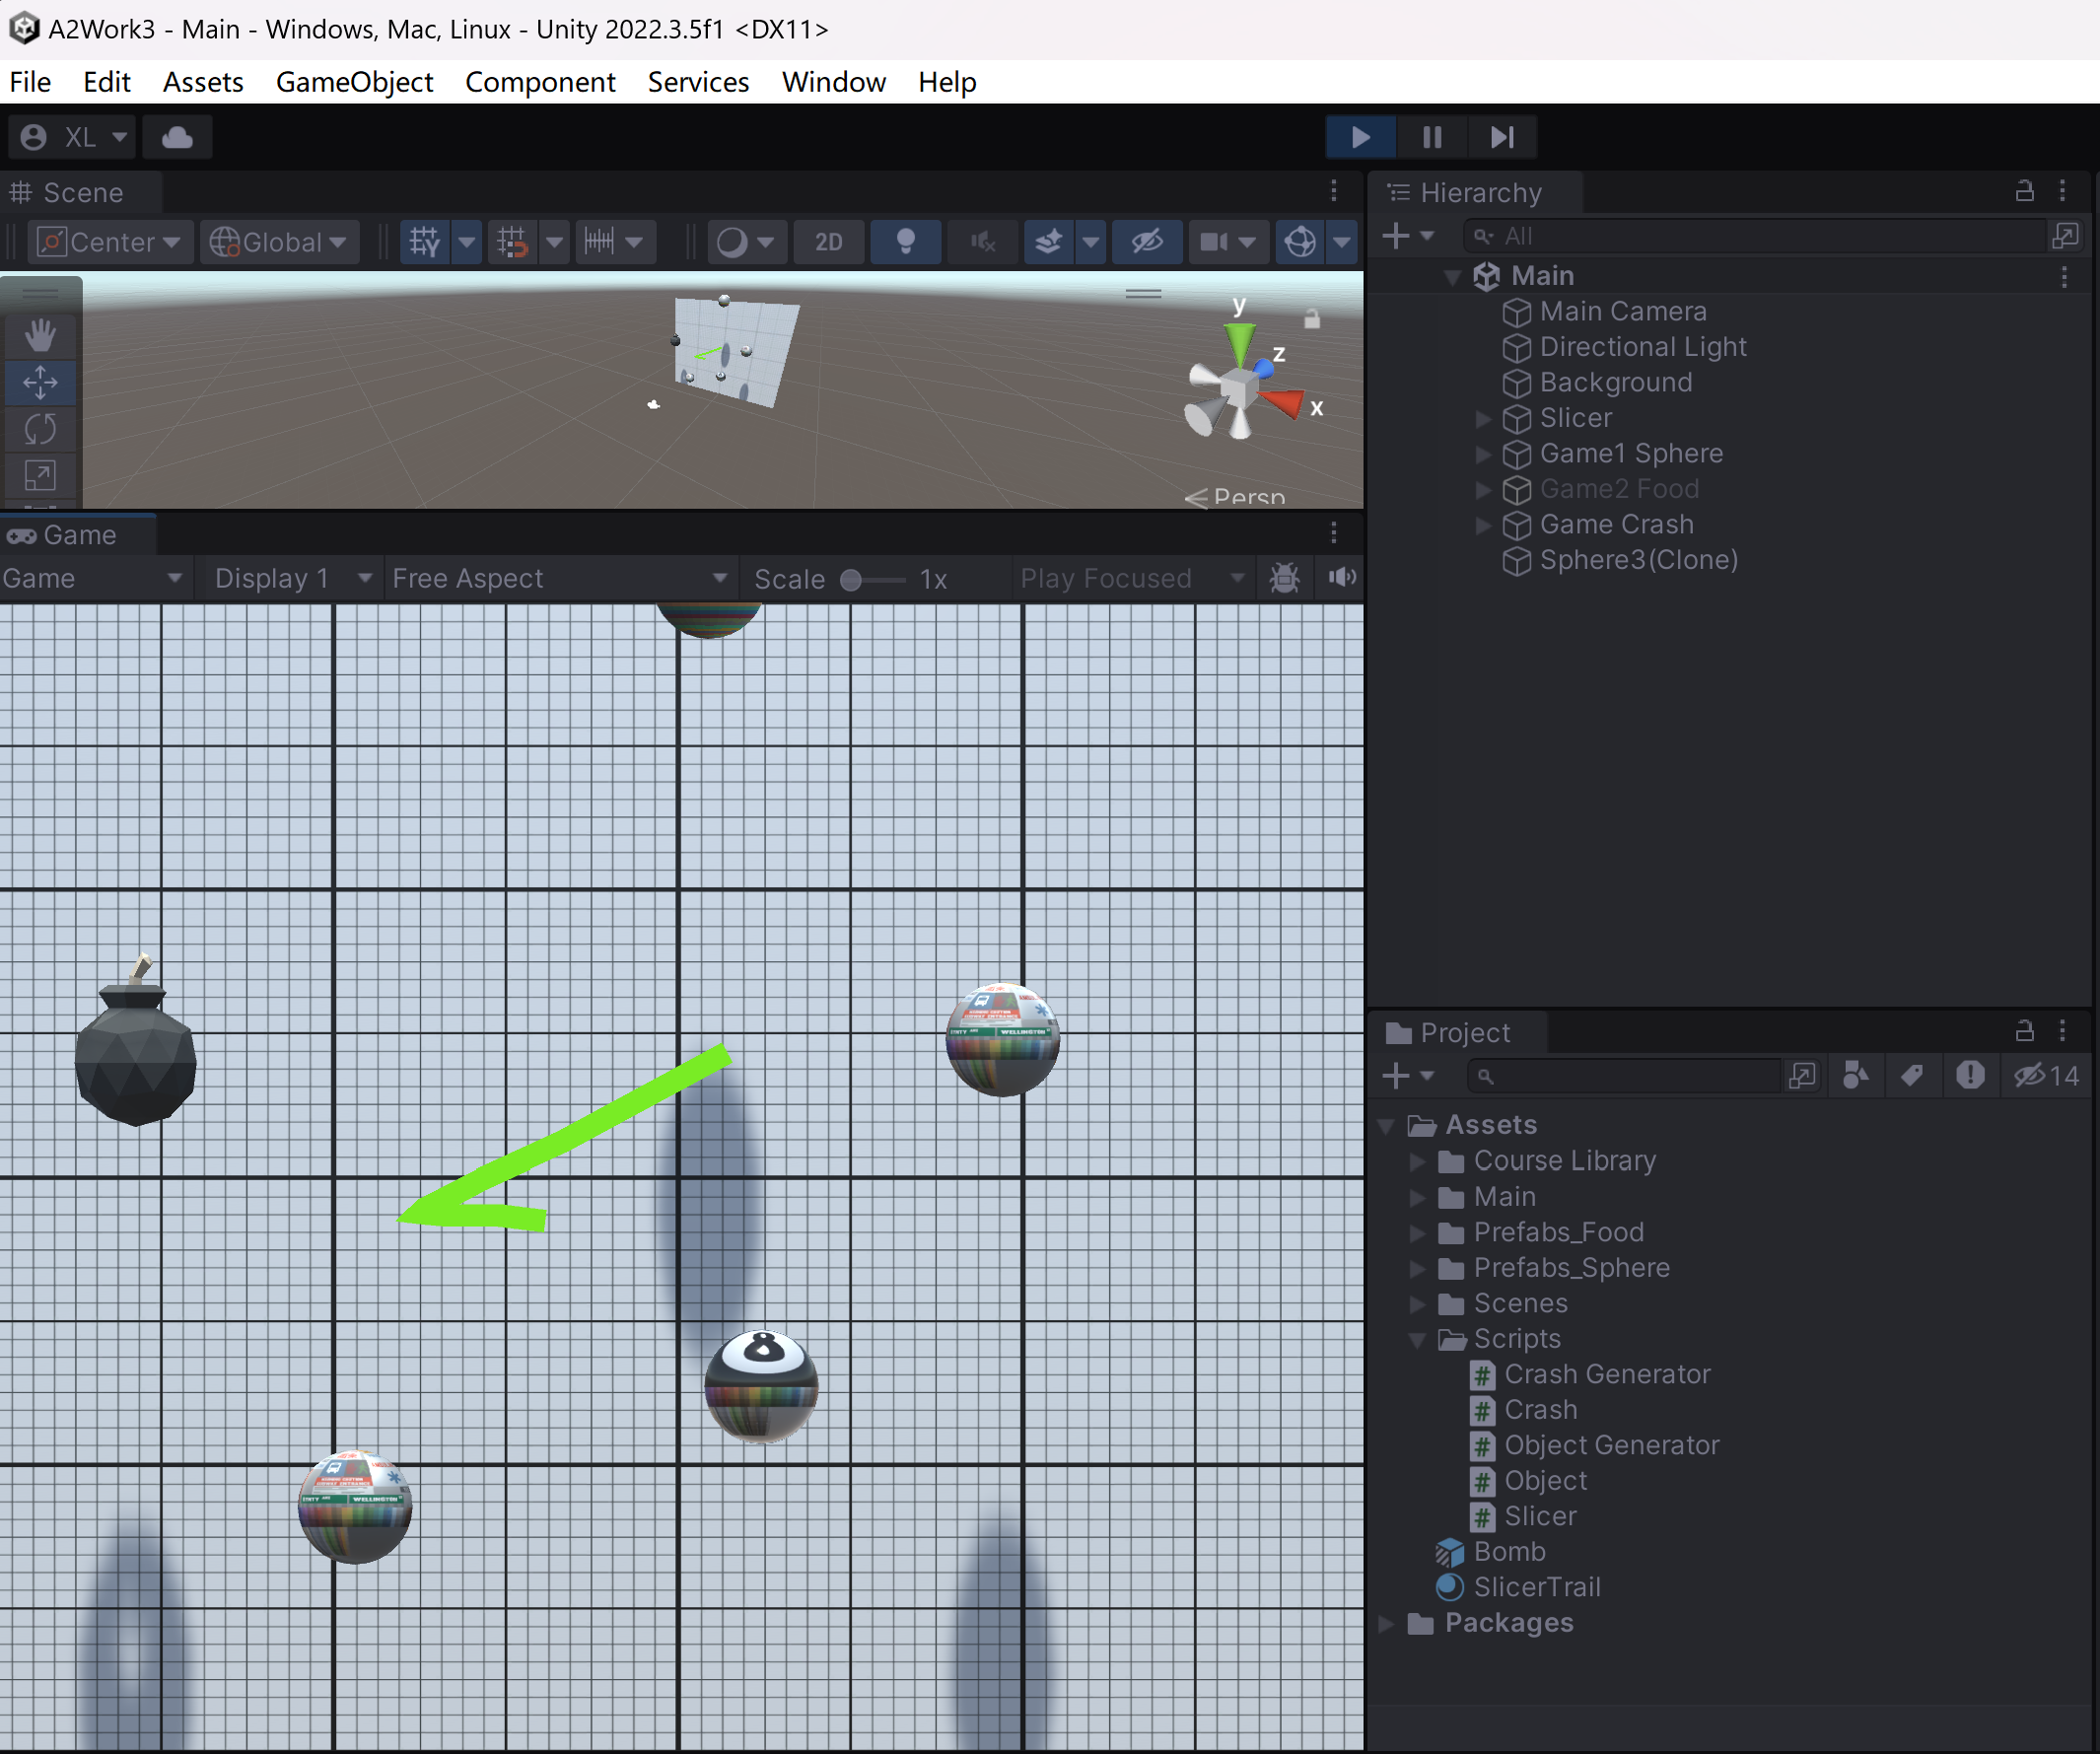 A2Work3 - Main - Windows, Mac, Linux - Unity 2022.3.5f1 <DX11>
File Edit Assets GameObject Component Services Window Help
XL
Scene
Center Global 2D
y
z
x
Persp
Game
Game Display 1 Free Aspect Scale 1x Play Focused
WELLINGTON
8
WELLINGTON
Hierarchy
All
Main
Main Camera
Directional Light
Background
Slicer
Game1 Sphere
Game2 Food
Game Crash
Sphere3(Clone)
Project
14
Assets
Course Library
Main
Prefabs_Food
Prefabs_Sphere
Scenes
Scripts
# Crash Generator
# Crash
# Object Generator
# Object
# Slicer
Bomb
SlicerTrail
Packages